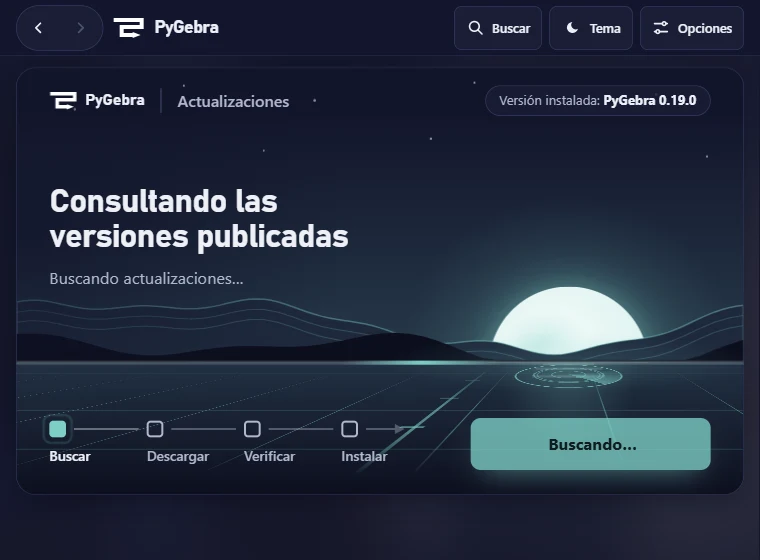 PyGebra
Buscar
Tema
Opciones
PyGebra
Actualizaciones
Versión instalada: PyGebra 0.19.0
Consultando las
versiones publicadas
Buscando actualizaciones...
Buscar
Descargar
Verificar
Instalar
Buscando...